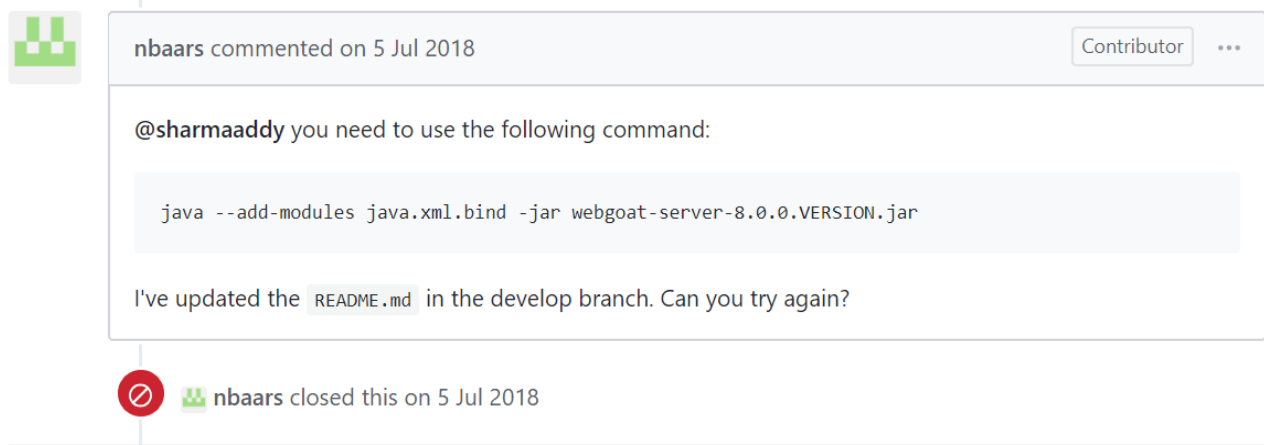 nbaars commented on 5 Jul 2018
Contributor
@sharmaaddy you need to use the following command:
java --add-modules java.xml.bind -jar webgoat-server-8.0.0.VERSION.jar
I've updated the README.md in the develop branch. Can you try again?
nbaars closed this on 5 Jul 2018